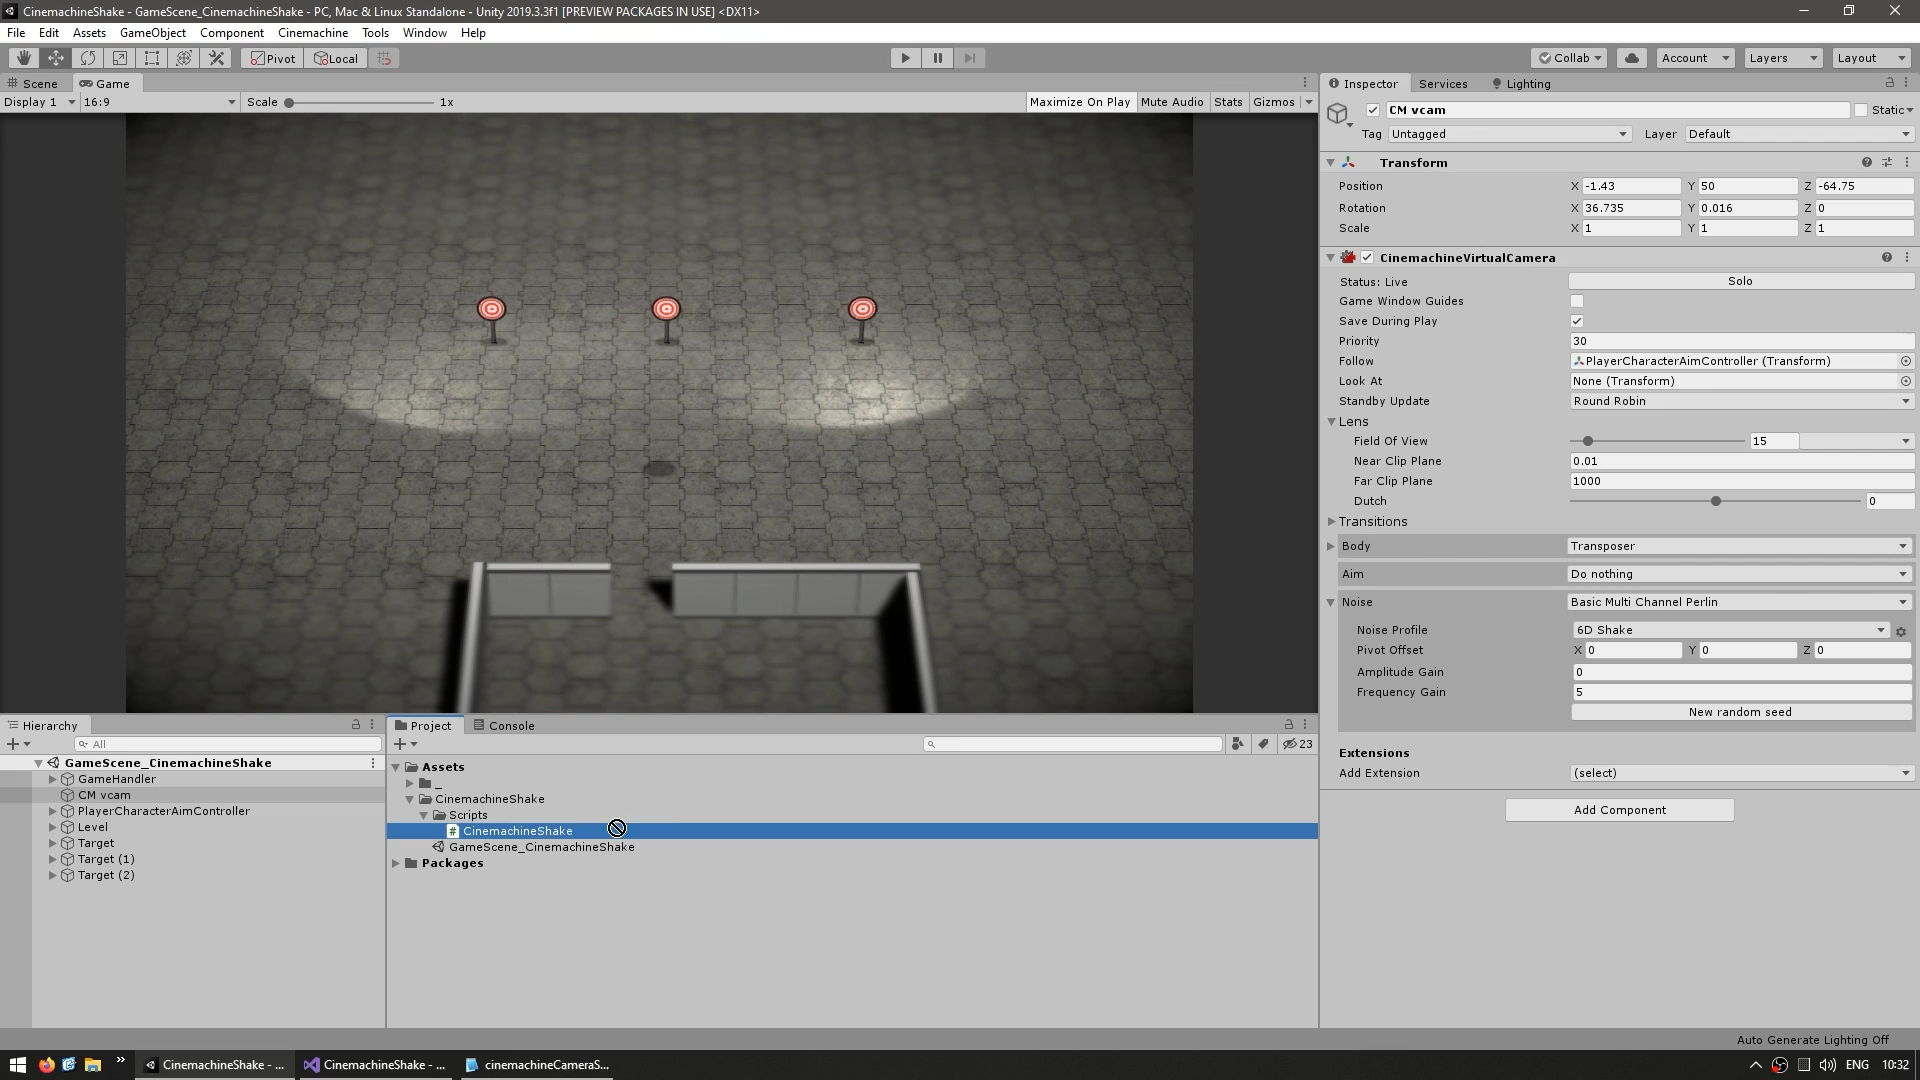 CinemachineShake - GameScene_CinemachineShake - PC, Mac & Linux Standalone - Unity 2019.3.3f1 [PREVIEW PACKAGES IN USE] <DX11>
File Edit Assets GameObject Component Cinemachine Tools Window Help
Pivot Local Collab Account Layers Layout
Scene Game
Display 1 16:9 Scale 1x Maximize On Play Mute Audio Stats Gizmos
Inspector Services Lighting
CM vcam Static
Tag Untagged Layer Default
Transform
Position X -1.43 Y 50 Z -64.75
Rotation X 36.735 Y 0.016 Z 0
Scale X 1 Y 1 Z 1
CinemachineVirtualCamera
Status: Live Solo
Game Window Guides
Save During Play
Priority 30
Follow PlayerCharacterAimController (Transform)
Look At None (Transform)
Standby Update Round Robin
Lens
Field Of View 15
Near Clip Plane 0.01
Far Clip Plane 1000
Dutch 0
Transitions
Body Transposer
Aim Do nothing
Noise Basic Multi Channel Perlin
Noise Profile 6D Shake
Pivot Offset X 0 Y 0 Z 0
Amplitude Gain 0
Frequency Gain 5
New random seed
Extensions
Add Extension (select)
Add Component
Hierarchy
All
GameScene_CinemachineShake
GameHandler
CM vcam
PlayerCharacterAimController
Level
Target
Target (1)
Target (2)
Project Console
23
Assets
_
CinemachineShake
Scripts
CinemachineShake
GameScene_CinemachineShake
Packages
Auto Generate Lighting Off
CinemachineShake - ... CinemachineShake - ... cinemachineCameraS... ENG 10:32